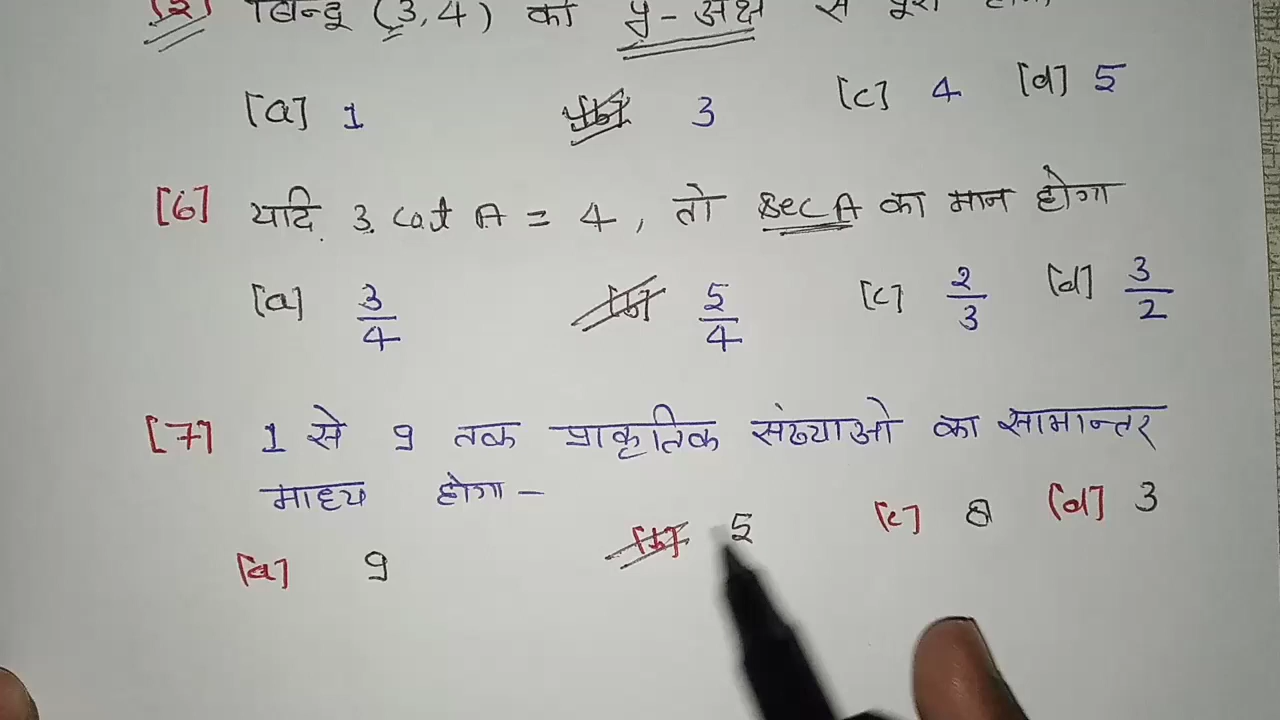 बिन्दू (3,4) का y-अक्ष से
[a] 1 [b] 3 [c] 4 [d] 5
[6] यदि 3 cot A = 4, तो sec A का मान होगा
[a] 3/4 [b] 5/4 [c] 2/3 [d] 3/2
[7] 1 से 9 तक प्राकृतिक संख्याओ का सामान्तर
माध्य होगा -
[a] 9 [b] 5 [c] 8 [d] 3